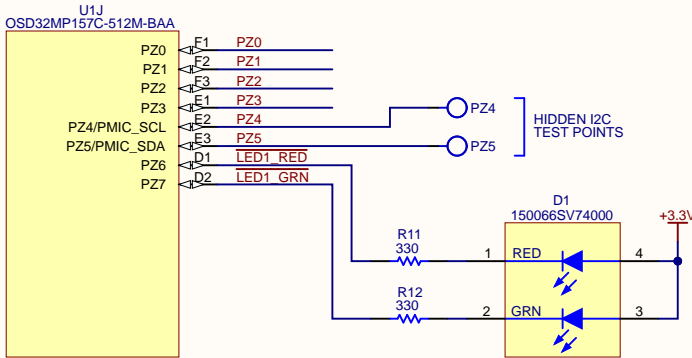 U1J
OSD32MP157C-512M-BAA
PZ0 F1 PZ0
PZ1 F2 PZ1
PZ2 F3 PZ2
PZ3 E1 PZ3
PZ4/PMIC_SCL E2 PZ4 PZ4
PZ5/PMIC_SDA E3 PZ5 PZ5
HIDDEN I2C
TEST POINTS
PZ6 D1 LED1_RED
PZ7 D2 LED1_GRN
D1
150066SV74000
+3.3V
R11
330
1 RED 4
R12
330
2 GRN 3